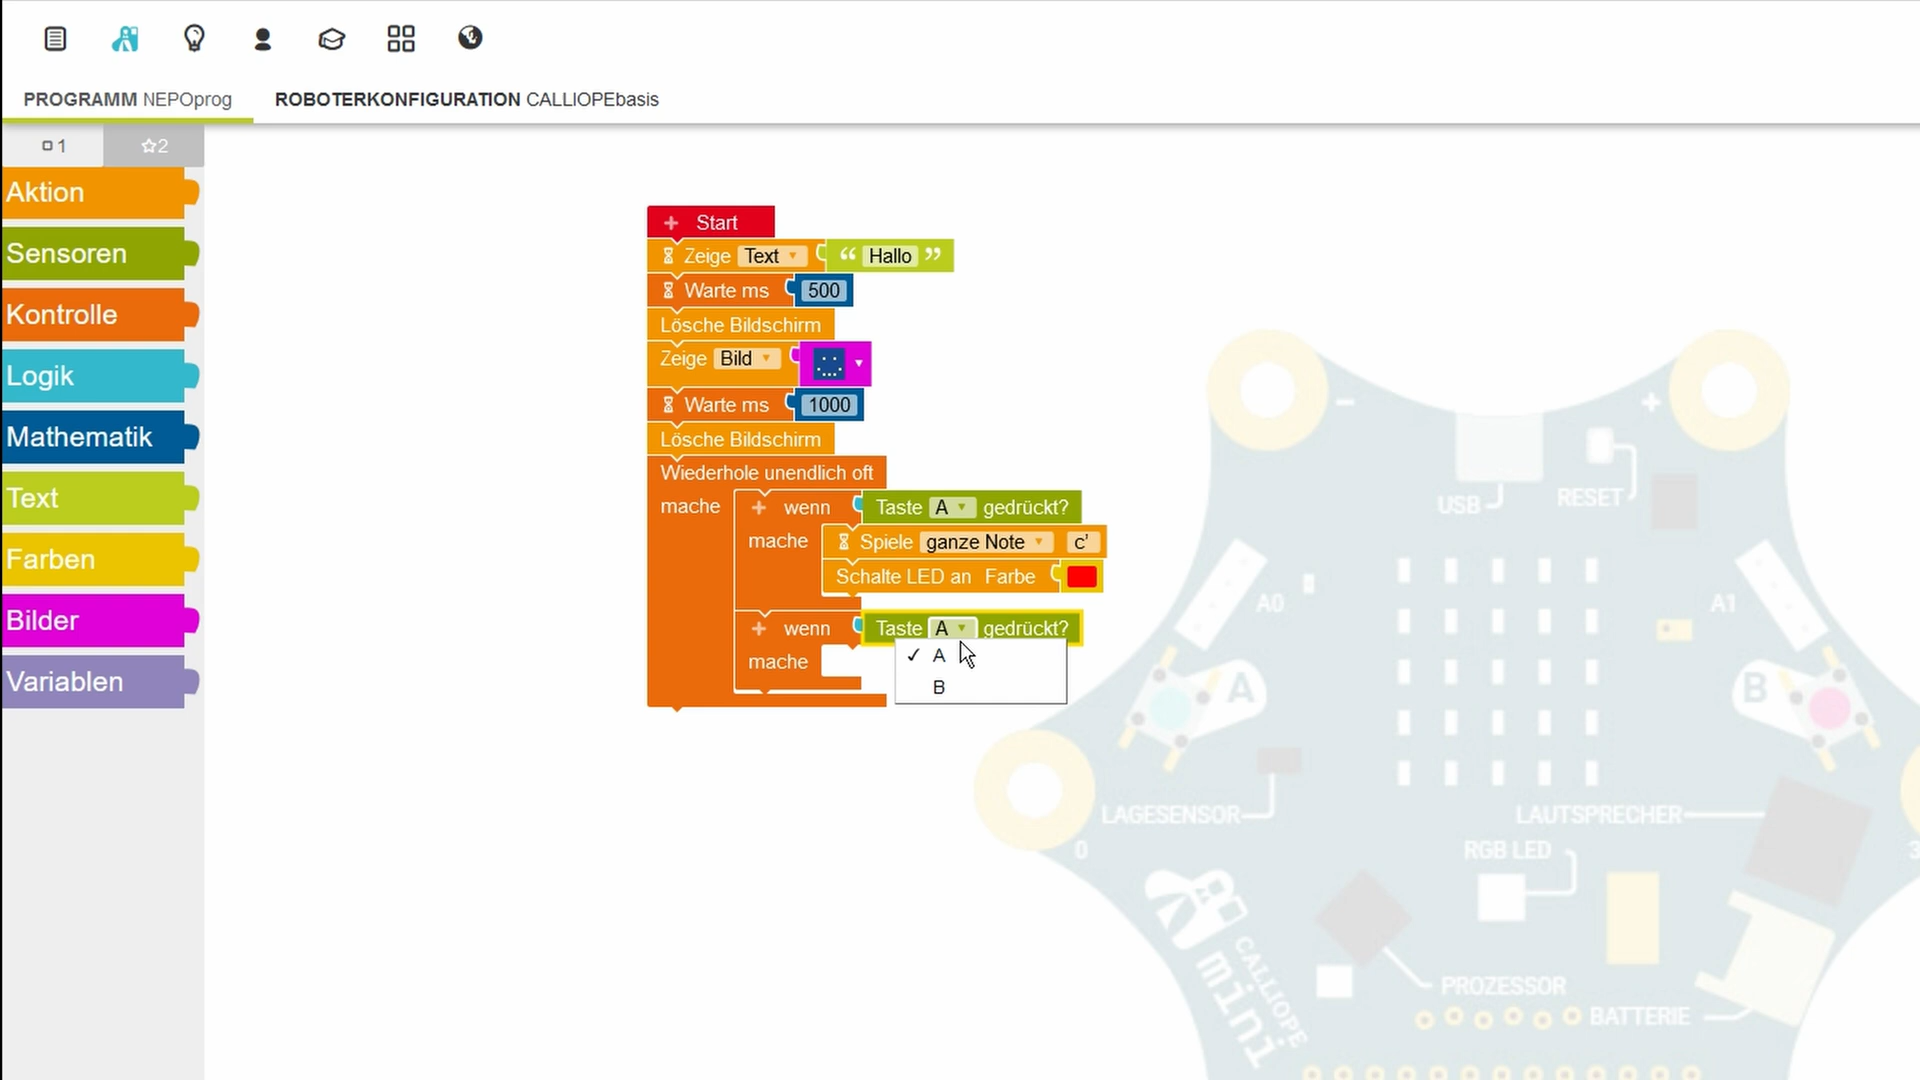 PROGRAMM NEPOprog
ROBOTERKONFIGURATION CALLIOPEbasis
1
2
Aktion
Sensoren
Kontrolle
Logik
Mathematik
Text
Farben
Bilder
Variablen
+ Start
Zeige Text “ Hallo ”
Warte ms 500
Lösche Bildschirm
Zeige Bild
Warte ms 1000
Lösche Bildschirm
Wiederhole unendlich oft
mache + wenn Taste A gedrückt?
mache Spiele ganze Note c'
Schalte LED an Farbe
+ wenn Taste A gedrückt?
mache
✓ A
B
− +
USB
RESET
A0
A1
A
B
LAGESENSOR
LAUTSPRECHER
0
3
RGB LED
PROZESSOR
BATTERIE
CALLIOPE
mini